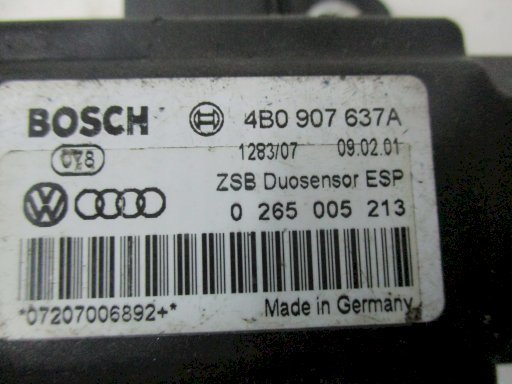 BOSCH 4B0 907 637A
078 1283/07 09.02.01
ZSB Duosensor ESP
0 265 005 213
*07207006892+* Made in Germany